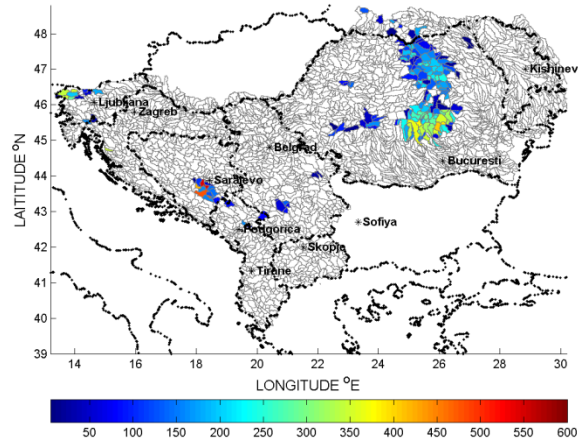 48
47
46
45
44
43
42
41
40
39
LAITITUDE °N
Kishinev
Ljubljana
Zagreb
Belgrad
Bucuresti
Sarajevo
Sofiya
Podgorica
Skopje
Tirane
14 16 18 20 22 24 26 28 30
LONGITUDE °E
50 100 150 200 250 300 350 400 450 500 550 600